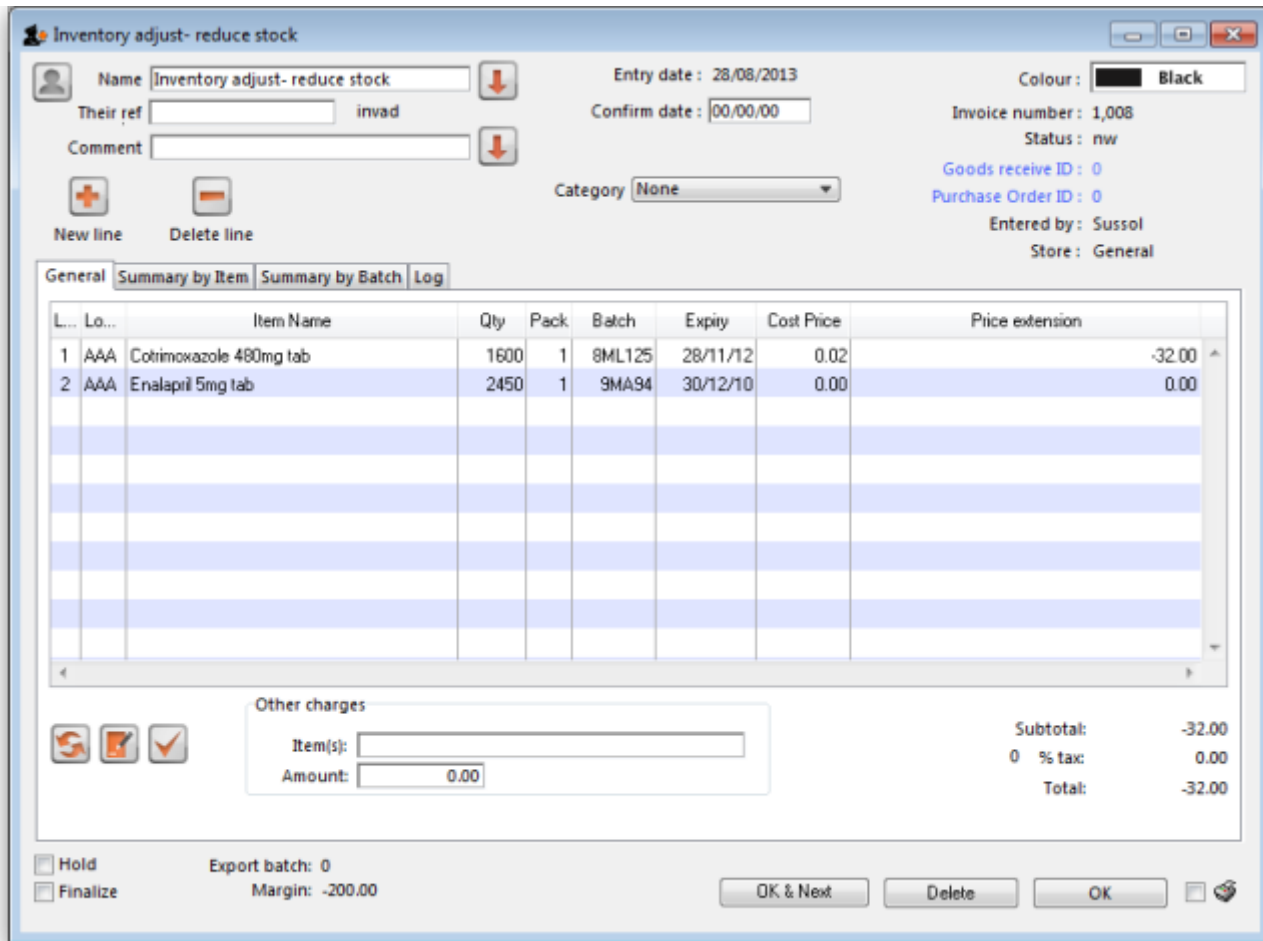 Inventory adjust- reduce stock
Name Inventory adjust- reduce stock
Entry date : 28/08/2013
Colour : Black
Their ref
invad
Confirm date : 00/00/00
Invoice number : 1,008
Status : nw
Comment
Goods receive ID : 0
Category None
Purchase Order ID : 0
New line
Delete line
Entered by : Sussol
Store : General
General Summary by Item Summary by Batch Log
L... Lo... Item Name Qty Pack Batch Expiry Cost Price Price extension
1 AAA Cotrimoxazole 480mg tab 1600 1 8ML125 28/11/12 0.02 -32.00
2 AAA Enalapril 5mg tab 2450 1 9MA94 30/12/10 0.00 0.00
Other charges
Item(s):
Amount: 0.00
Subtotal: -32.00
0 % tax: 0.00
Total: -32.00
Hold
Export batch: 0
Finalize
Margin: -200.00
OK & Next
Delete
OK